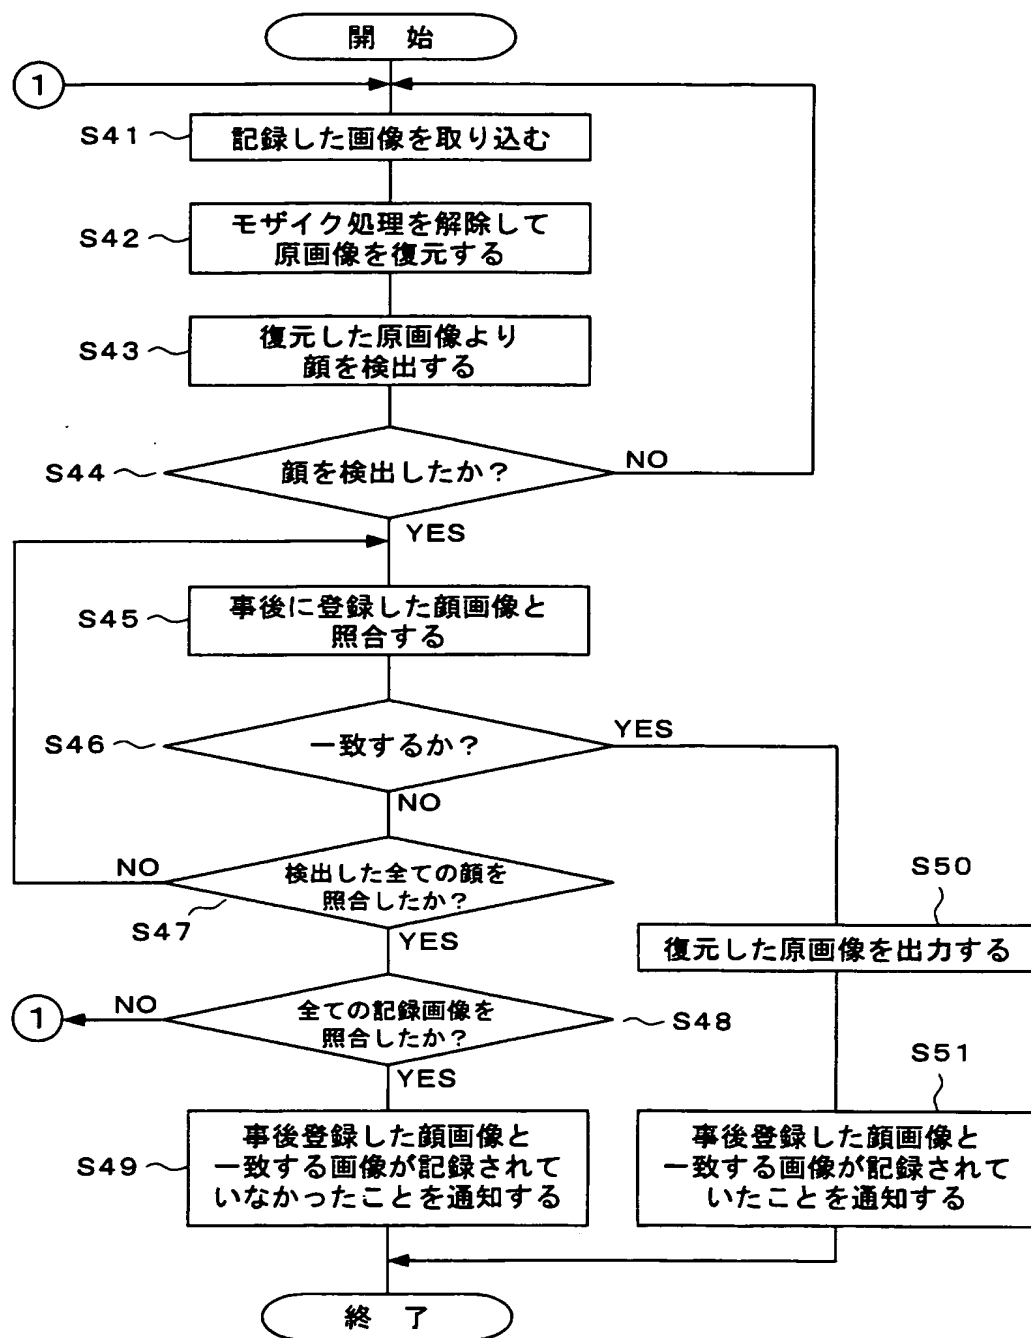 開 始
①
S41
記録した画像を取り込む
S42
モザイク処理を解除して
原画像を復元する
S43
復元した原画像より
顔を検出する
S44
顔を検出したか?
NO
YES
S45
事後に登録した顔画像と
照合する
S46
一致するか?
YES
NO
S47
検出した全ての顔を
照合したか?
NO
YES
S50
復元した原画像を出力する
①
NO
全ての記録画像を
照合したか?
S48
YES
S51
S49
事後登録した顔画像と
一致する画像が記録されて
いなかったことを通知する
事後登録した顔画像と
一致する画像が記録されて
いたことを通知する
終 了